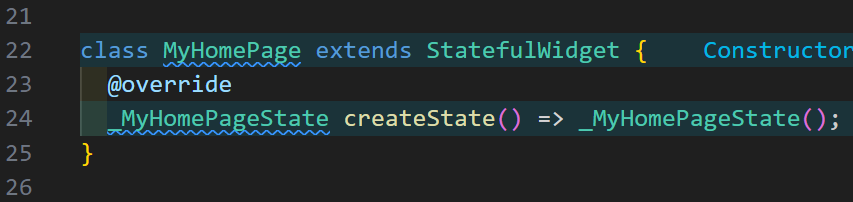 21
22 class MyHomePage extends StatefulWidget { Constructor
23 @override
24 _MyHomePageState createState() => _MyHomePageState();
25 }
26